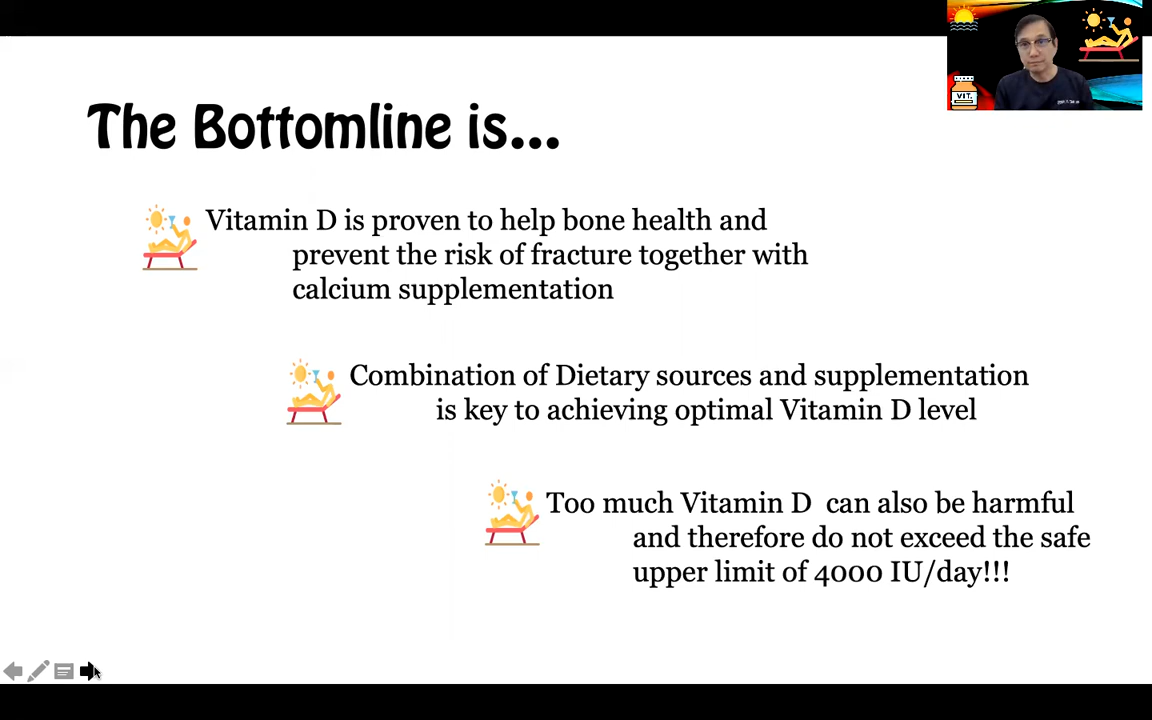 The Bottomline is...
Vitamin D is proven to help bone health and
prevent the risk of fracture together with
calcium supplementation
Combination of Dietary sources and supplementation
is key to achieving optimal Vitamin D level
Too much Vitamin D can also be harmful
and therefore do not exceed the safe
upper limit of 4000 IU/day!!!
VIT.